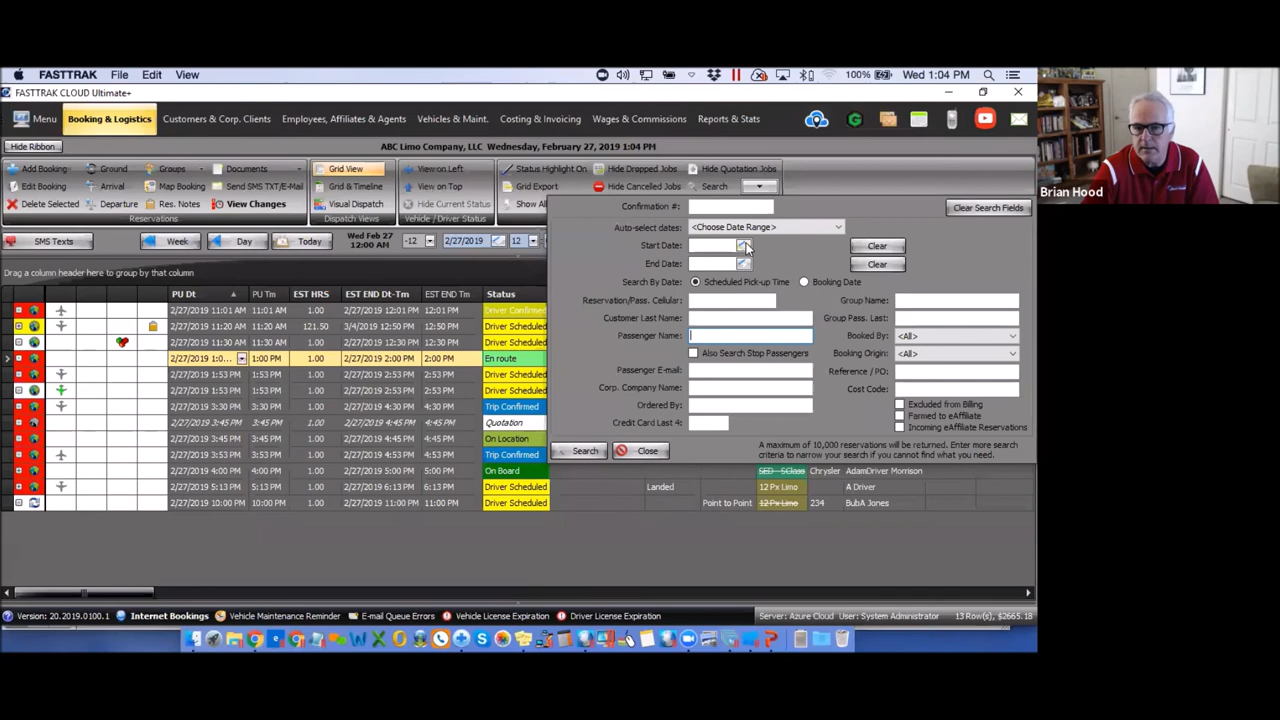 FASTTRAK File Edit View 100% Wed 1:04 PM
FASTTRAK CLOUD Ultimate+
Menu Booking & Logistics Customers & Corp. Clients Employees, Affiliates & Agents Vehicles & Maint. Costing & Invoicing Wages & Commissions Reports & Stats
Hide Ribbon ABC Limo Company, LLC Wednesday, February 27, 2019 1:04 PM
Add Booking Ground Groups Documents Grid View View on Left Status Highlight On Hide Dropped Jobs Hide Quotation Jobs
Edit Booking Arrival Map Booking Send SMS TXT/E-Mail Grid & Timeline View on Top Grid Export Hide Cancelled Jobs Search
Delete Selected Departure Res. Notes View Changes Visual Dispatch Hide Current Status Show All
Reservations Dispatch Views Vehicle / Driver Status
Brian Hood
Confirmation #: Clear Search Fields
Auto-select dates: <Choose Date Range>
SMS Texts Week Day Today Wed Feb 27 12:00 AM -12 2/27/2019 12
Start Date: Clear
End Date: Clear
Search By Date: Scheduled Pick-up Time Booking Date
Reservation/Pass. Cellular: Group Name:
Customer Last Name: Group Pass. Last:
Passenger Name: Booked By: <All>
Also Search Stop Passengers Booking Origin: <All>
Passenger E-mail: Reference / PO:
Corp. Company Name: Cost Code:
Ordered By: Excluded from Billing
Farmed to eAffiliate
Credit Card Last 4: Incoming eAffiliate Reservations
Search Close A maximum of 10,000 reservations will be returned. Enter more search
criteria to narrow your search if you cannot find what you need.
Drag a column header here to group by that column
PU Dt PU Tm EST HRS EST END Dt-Tm EST END Tm Status
2/27/2019 11:01 AM 11:01 AM 1.00 2/27/2019 12:01 PM 12:01 PM Driver Confirmed
2/27/2019 11:20 AM 11:20 AM 121.50 3/4/2019 12:50 PM 12:50 PM Driver Scheduled
2/27/2019 11:30 AM 11:30 AM 1.00 2/27/2019 12:30 PM 12:30 PM Driver Scheduled
2/27/2019 1:0... 1:00 PM 1.00 2/27/2019 2:00 PM 2:00 PM En route
2/27/2019 1:53 PM 1:53 PM 1.00 2/27/2019 2:53 PM 2:53 PM Driver Scheduled
2/27/2019 1:53 PM 1:53 PM 1.00 2/27/2019 2:53 PM 2:53 PM Driver Scheduled
2/27/2019 3:30 PM 3:30 PM 1.00 2/27/2019 4:30 PM 4:30 PM Trip Confirmed
2/27/2019 3:45 PM 3:45 PM 1.00 2/27/2019 4:45 PM 4:45 PM Quotation
2/27/2019 3:45 PM 3:45 PM 1.00 2/27/2019 4:45 PM 4:45 PM On Location
2/27/2019 3:53 PM 3:53 PM 1.00 2/27/2019 4:53 PM 4:53 PM Trip Confirmed
2/27/2019 4:00 PM 4:00 PM 1.00 2/27/2019 5:00 PM 5:00 PM On Board SED - SClass Chrysler AdamDriver Morrison
2/27/2019 5:13 PM 5:13 PM 1.00 2/27/2019 6:13 PM 6:13 PM Driver Scheduled Landed 12 Px Limo A Driver
2/27/2019 10:00 PM 10:00 PM 1.00 2/27/2019 11:00 PM 11:00 PM Driver Scheduled Point to Point 12 Px Limo 234 BubA Jones
Version: 20.2019.0100.1 Internet Bookings Vehicle Maintenance Reminder E-mail Queue Errors Vehicle License Expiration Driver License Expiration Server: Azure Cloud User: System Administrator 13 Row(s), $2665.18